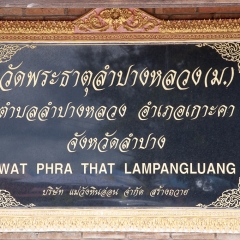 วัดพระธาตุลำปางหลวง(ม.)
ตำบลลำปางหลวง อำเภอเกาะคา
จังหวัดลำปาง
WAT PHRA THAT LAMPANGLUANG
บริษัท แม่วังหินอ่อน จำกัด สร้างถวาย